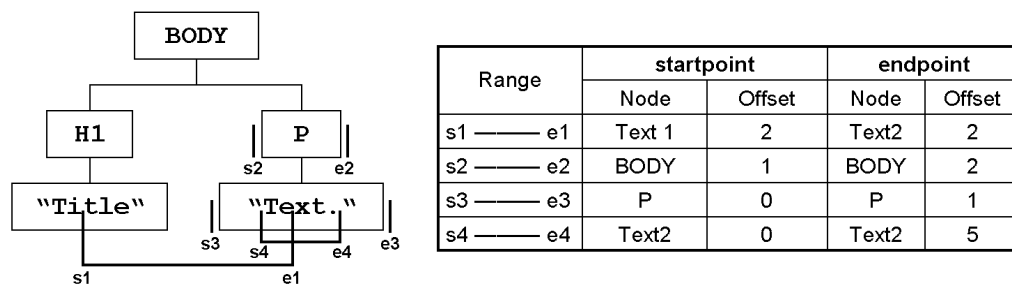 BODY
H1
P
s2
e2
“Title“
“Text.“
s3
s4
e4
e3
s1
e1
Range
startpoint
endpoint
Node
Offset
Node
Offset
s1 ——— e1
Text 1
2
Text2
2
s2 ——— e2
BODY
1
BODY
2
s3 ——— e3
P
0
P
1
s4 ——— e4
Text2
0
Text2
5